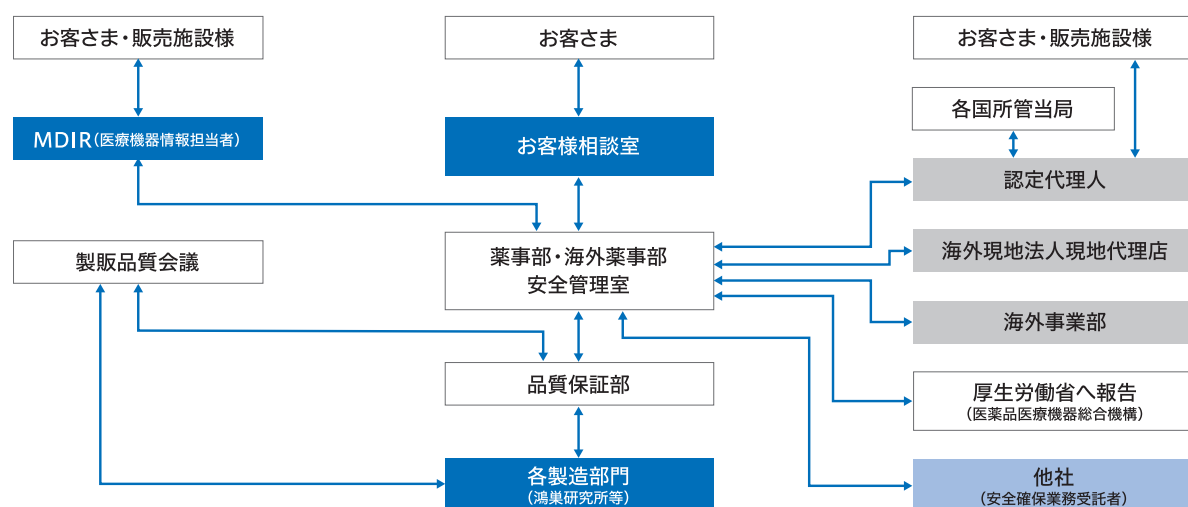 お客さま・販売施設様
お客さま
お客さま・販売施設様
各国所管当局
MDIR(医療機器情報担当者)
お客様相談室
認定代理人
製販品質会議
薬事部・海外薬事部
安全管理室
海外現地法人現地代理店
海外事業部
品質保証部
厚生労働省へ報告
(医薬品医療機器総合機構)
各製造部門
(鴻巣研究所等)
他社
(安全確保業務受託者)